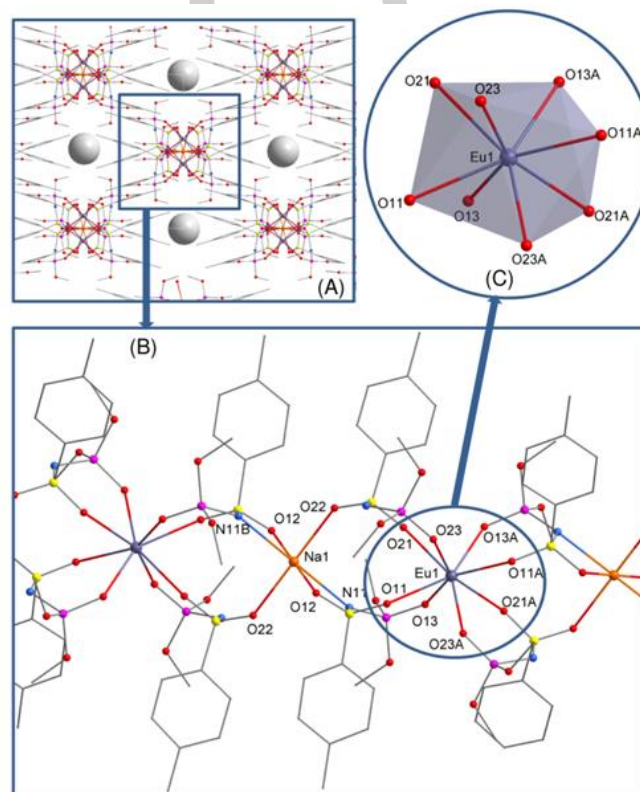 (A)
O21
O23
O13A
O11A
Eu1
O11
O13
O21A
O23A
(C)
(B)
O22
O12
N11B
Na1
O21
O23
O13A
Eu1
O11A
O12
N11
O11
O22
O13
O21A
O23A